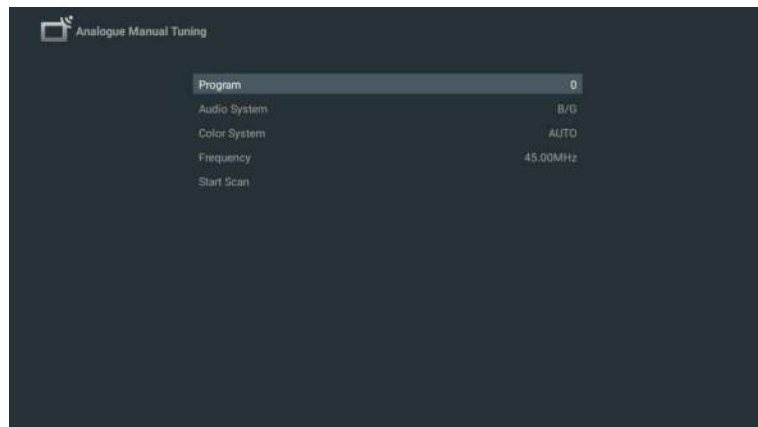 Analogue Manual Tuning
Program 0
Audio System B/G
Color System AUTO
Frequency 45.00MHz
Start Scan